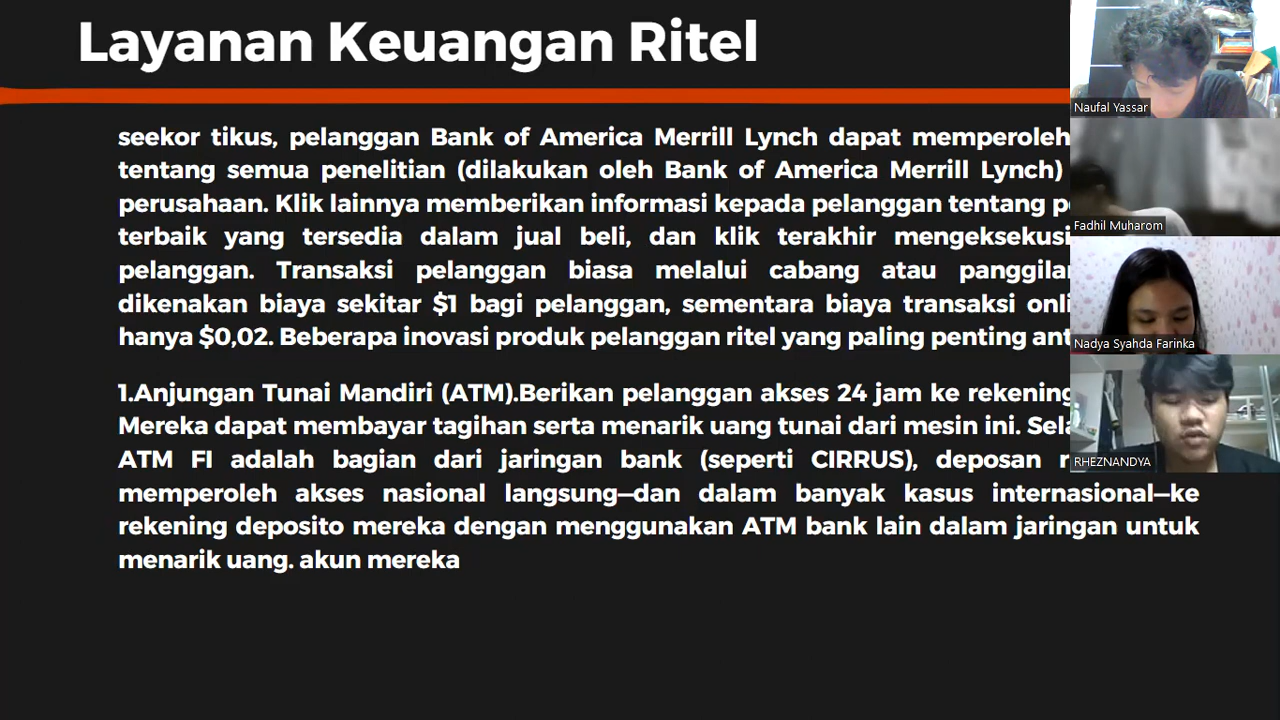 Layanan Keuangan Ritel
seekor tikus, pelanggan Bank of America Merrill Lynch dapat memperoleh
tentang semua penelitian (dilakukan oleh Bank of America Merrill Lynch)
perusahaan. Klik lainnya memberikan informasi kepada pelanggan tentang
terbaik yang tersedia dalam jual beli, dan klik terakhir mengeksekusi
pelanggan. Transaksi pelanggan biasa melalui cabang atau
dikenakan biaya sekitar $1 bagi pelanggan, sementara biaya transaksi
hanya $0,02. Beberapa inovasi produk pelanggan ritel yang paling penting
1.Anjungan Tunai Mandiri (ATM).Berikan pelanggan akses 24 jam ke rekening
Mereka dapat membayar tagihan serta menarik uang tunai dari mesin ini.
ATM FI adalah bagian dari jaringan bank (seperti CIRRUS), deposan
memperoleh akses nasional langsung—dan dalam banyak kasus internasional—ke
rekening deposito mereka dengan menggunakan ATM bank lain dalam jaringan untuk
menarik uang. akun mereka
Naufal Yassar
Fadhil Muharom
Nadya Syahda Farinka
RHEZNANDYA